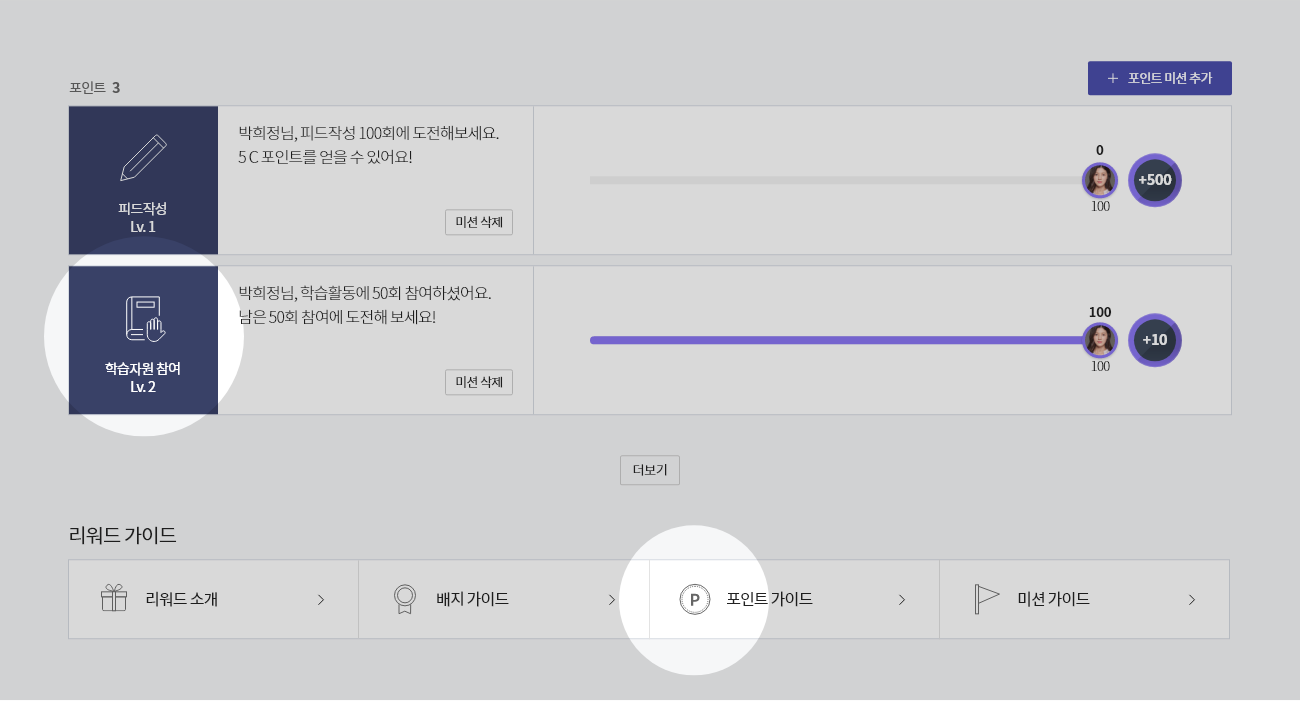 포인트 3
+ 포인트 미션 추가
피드작성
Lv. 1
박희정님, 피드작성 100회에 도전해보세요.
5 C 포인트를 얻을 수 있어요!
미션 삭제
0
100
+500
학습자원 참여
Lv. 2
박희정님, 학습활동에 50회 참여하셨어요.
남은 50회 참여에 도전해 보세요!
미션 삭제
100
100
+10
더보기
리워드 가이드
리워드 소개
배지 가이드
P
포인트 가이드
미션 가이드